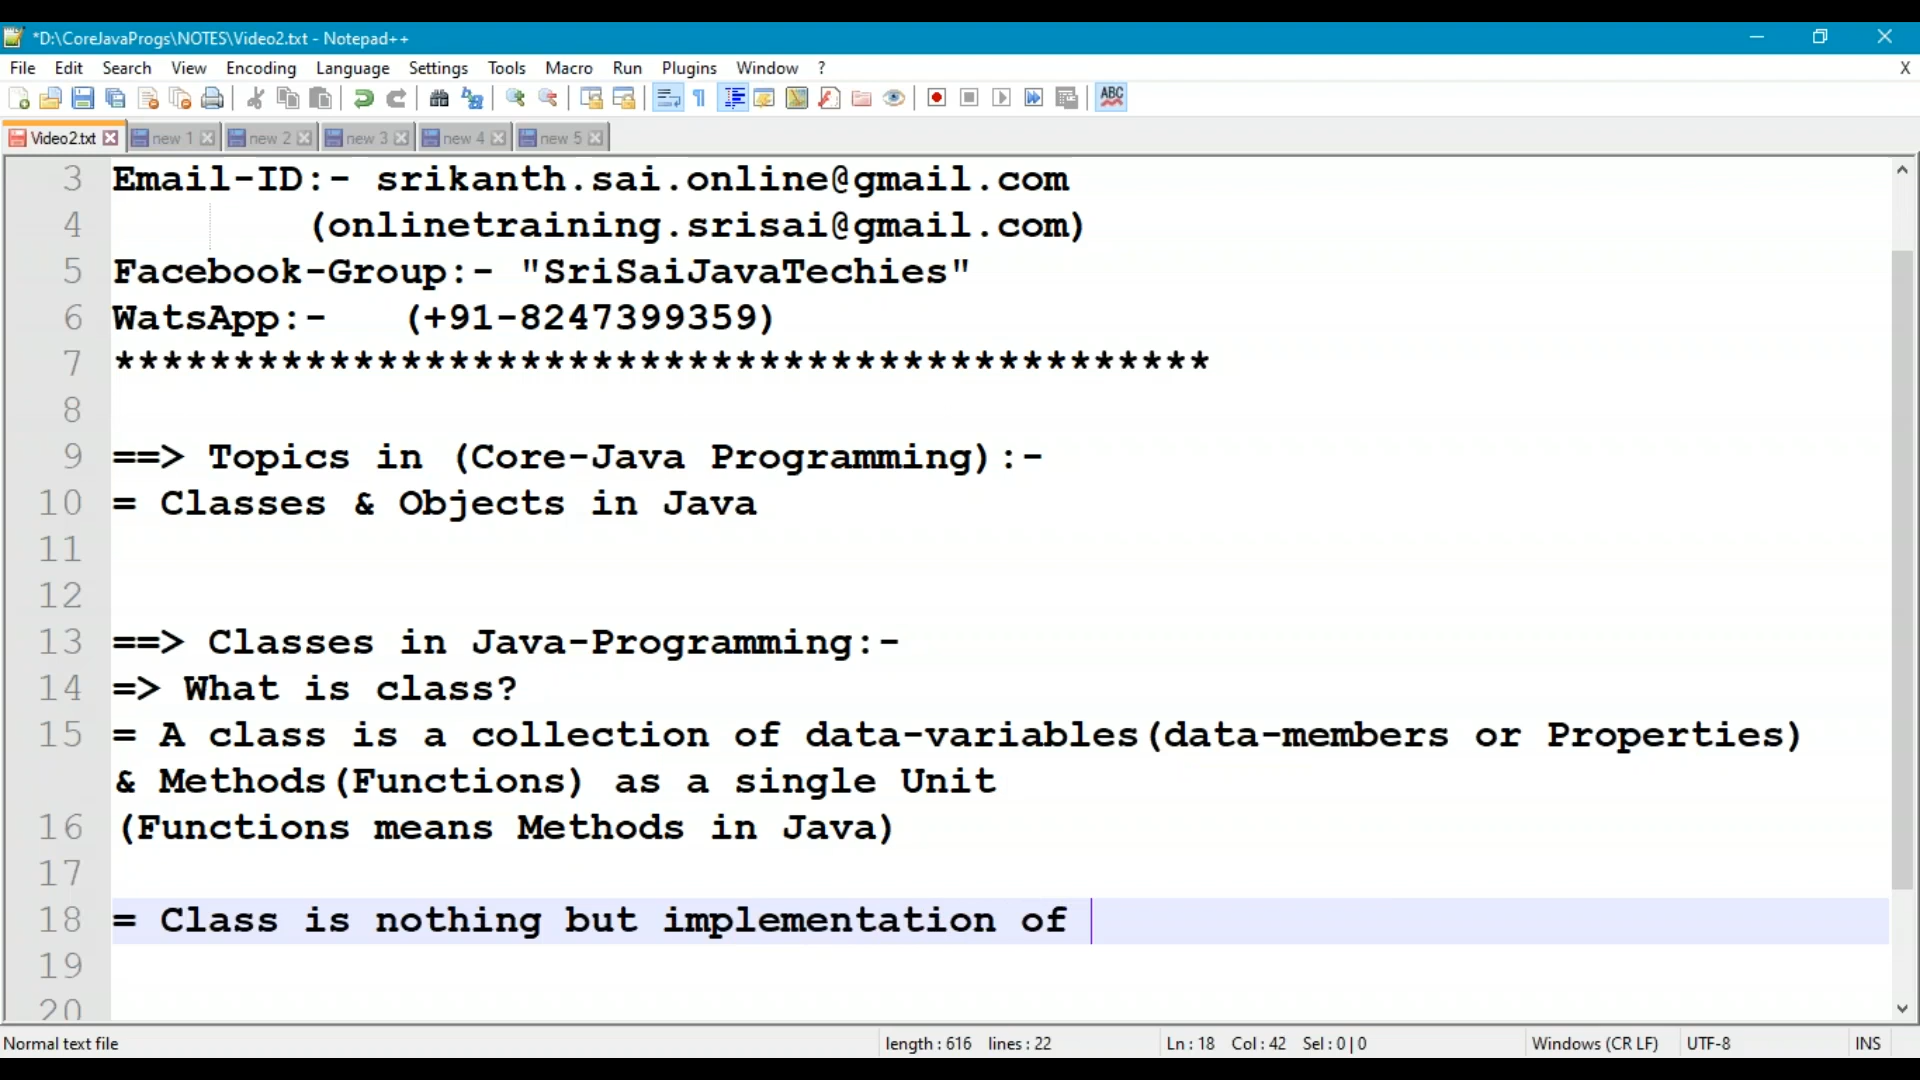 *D:\CoreJavaProgs\NOTES\Video2.txt - Notepad++
File Edit Search View Encoding Language Settings Tools Macro Run Plugins Window ? X
ABC
Video2.txt new 1 new 2 new 3 new 4 new 5
3 Email-ID:- srikanth.sai.online@gmail.com
4 (onlinetraining.srisai@gmail.com)
5 Facebook-Group:- "SriSaiJavaTechies"
6 WatsApp:- (+91-8247399359)
7 **********************************************
8
9 ==> Topics in (Core-Java Programming):-
10 = Classes & Objects in Java
11
12
13 ==> Classes in Java-Programming:-
14 => What is class?
15 = A class is a collection of data-variables(data-members or Properties)
& Methods(Functions) as a single Unit
16 (Functions means Methods in Java)
17
18 = Class is nothing but implementation of
19
20
Normal text file length : 616 lines : 22 Ln : 18 Col : 42 Sel : 0 | 0 Windows (CR LF) UTF-8 INS